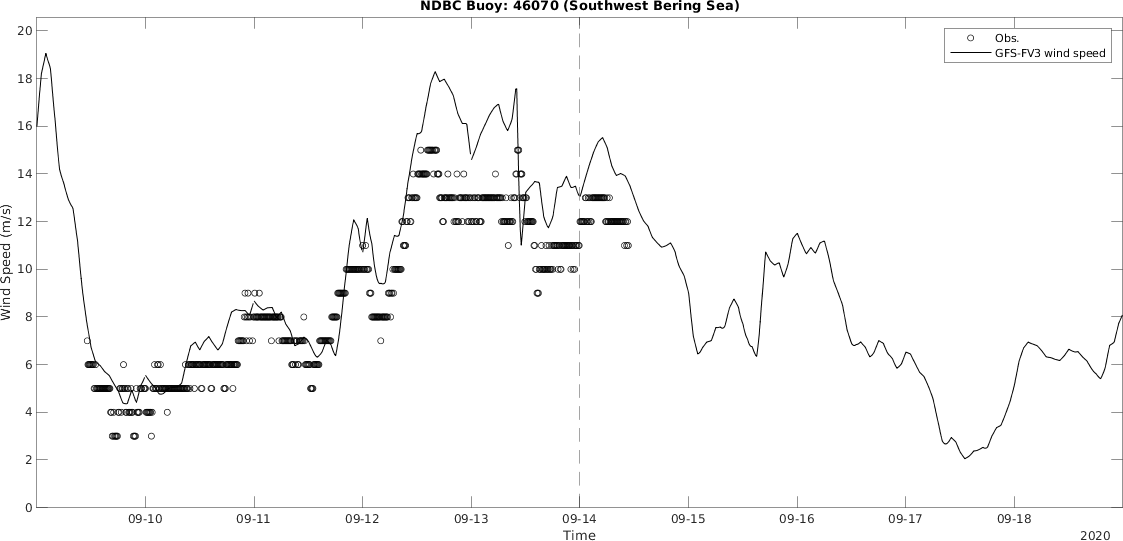 NDBC Buoy: 46070 (Southwest Bering Sea)
Obs.
GFS-FV3 wind speed
Wind Speed (m/s)
20
18
16
14
12
10
8
6
4
2
0
09-10 09-11 09-12 09-13 09-14 09-15 09-16 09-17 09-18
Time
2020